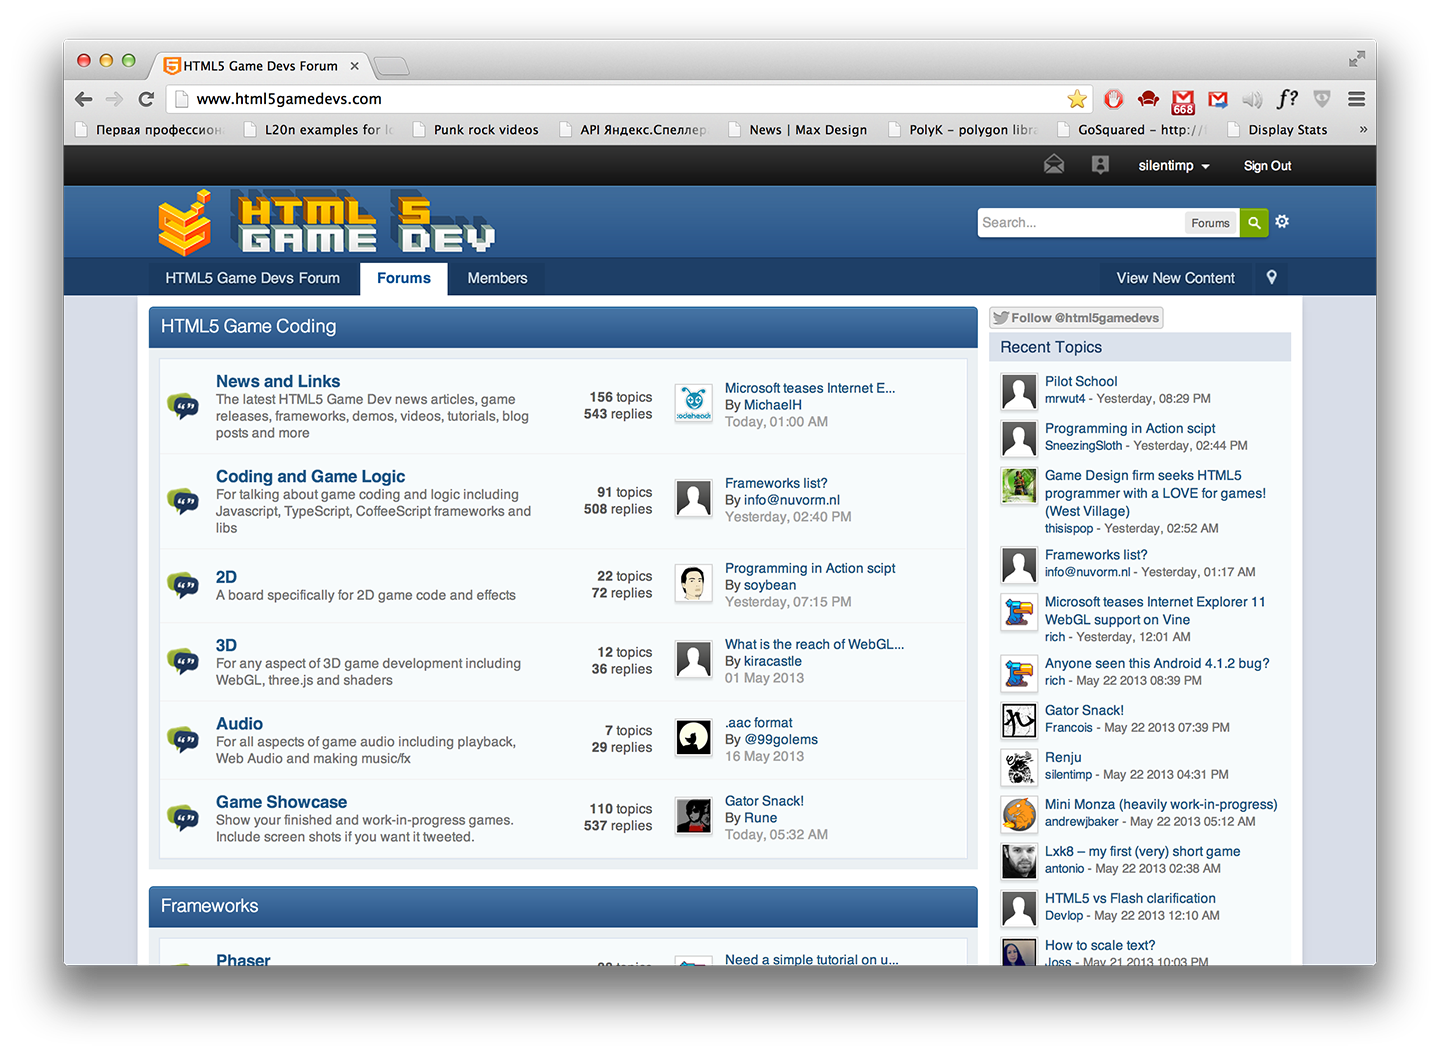 HTML5 Game Devs Forum
www.html5gamedevs.com
668
f?
Первая професcион
L20n examples for lo
Punk rock videos
API Яндекс.Спеллер
News | Max Design
PolyK – polygon libra
GoSquared – http://
Display Stats
»
silentimp
Sign Out
HTML 5
GAME DEV
Search...
Forums
HTML5 Game Devs Forum
Forums
Members
View New Content
HTML5 Game Coding
News and Links
The latest HTML5 Game Dev news articles, game
releases, frameworks, demos, videos, tutorials, blog
posts and more
156 topics
543 replies
Microsoft teases Internet E...
By MichaelH
Today, 01:00 AM
Coding and Game Logic
For talking about game coding and logic including
Javascript, TypeScript, CoffeeScript frameworks and
libs
91 topics
508 replies
Frameworks list?
By info@nuvorm.nl
Yesterday, 02:40 PM
2D
A board specifically for 2D game code and effects
22 topics
72 replies
Programming in Action scipt
By soybean
Yesterday, 07:15 PM
3D
For any aspect of 3D game development including
WebGL, three.js and shaders
12 topics
36 replies
What is the reach of WebGL...
By kiracastle
01 May 2013
Audio
For all aspects of game audio including playback,
Web Audio and making music/fx
7 topics
29 replies
.aac format
By @99golems
16 May 2013
Game Showcase
Show your finished and work-in-progress games.
Include screen shots if you want it tweeted.
110 topics
537 replies
Gator Snack!
By Rune
Today, 05:32 AM
Frameworks
Phaser
Need a simple tutorial on u...
Follow @html5gamedevs
Recent Topics
Pilot School
mrwut4 - Yesterday, 08:29 PM
Programming in Action scipt
SneezingSloth - Yesterday, 02:44 PM
Game Design firm seeks HTML5
programmer with a LOVE for games!
(West Village)
thisispop - Yesterday, 02:52 AM
Frameworks list?
info@nuvorm.nl - Yesterday, 01:17 AM
Microsoft teases Internet Explorer 11
WebGL support on Vine
rich - Yesterday, 12:01 AM
Anyone seen this Android 4.1.2 bug?
rich - May 22 2013 08:39 PM
Gator Snack!
Francois - May 22 2013 07:39 PM
Renju
silentimp - May 22 2013 04:31 PM
Mini Monza (heavily work-in-progress)
andrewjbaker - May 22 2013 05:12 AM
Lxk8 – my first (very) short game
antonio - May 22 2013 02:38 AM
HTML5 vs Flash clarification
Devlop - May 22 2013 12:10 AM
How to scale text?
Joss - May 21 2013 10:03 PM